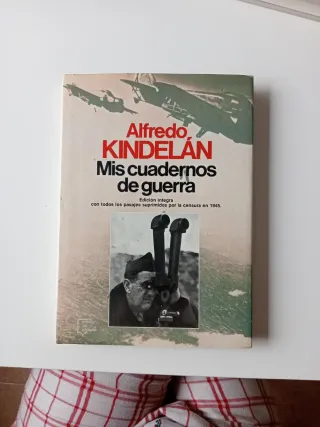 Alfredo
KINDELÁN
Mis cuadernos
de guerra
Edición íntegra
con todos los pasajes suprimidos por la censura en 1945.